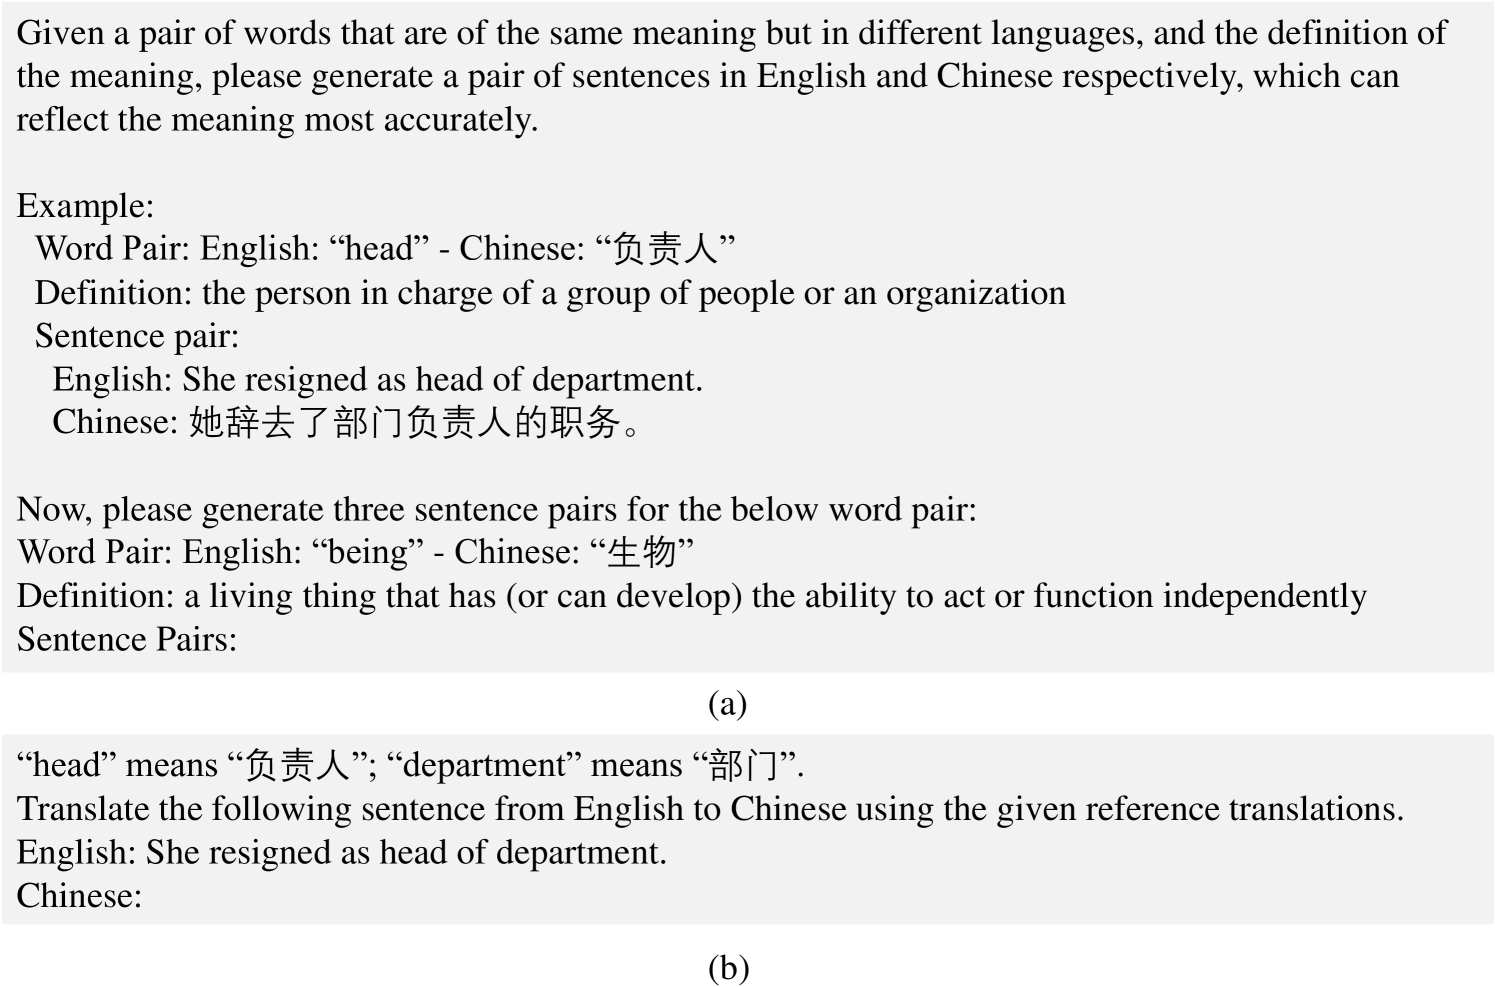 Given a pair of words that are of the same meaning but in different languages, and the definition of
the meaning, please generate a pair of sentences in English and Chinese respectively, which can
reflect the meaning most accurately.
Example:
Word Pair: English: “head” - Chinese: “负责人”
Definition: the person in charge of a group of people or an organization
Sentence pair:
English: She resigned as head of department.
Chinese: 她辞去了部门负责人的职务。
Now, please generate three sentence pairs for the below word pair:
Word Pair: English: “being” - Chinese: “生物”
Definition: a living thing that has (or can develop) the ability to act or function independently
Sentence Pairs:
(a)
“head” means “负责人”; “department” means “部门”.
Translate the following sentence from English to Chinese using the given reference translations.
English: She resigned as head of department.
Chinese:
(b)